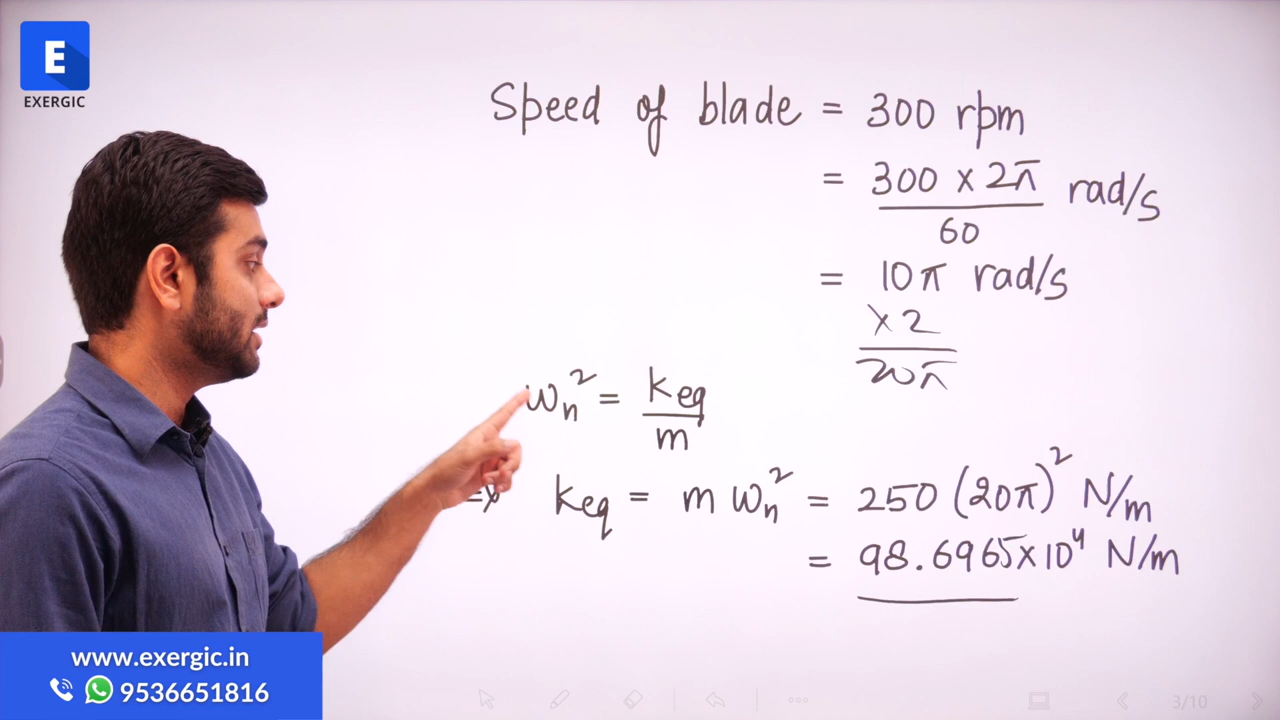 E
EXERGIC
Speed of blade = 300 rpm
= 300 × 2π / 60 rad/s
= 10π rad/s
× 2
20π
ωn² = keq / m
=> keq = m ωn² = 250 (20π)² N/m
= 98.6965×10⁴ N/m
www.exergic.in
9536651816
3/10